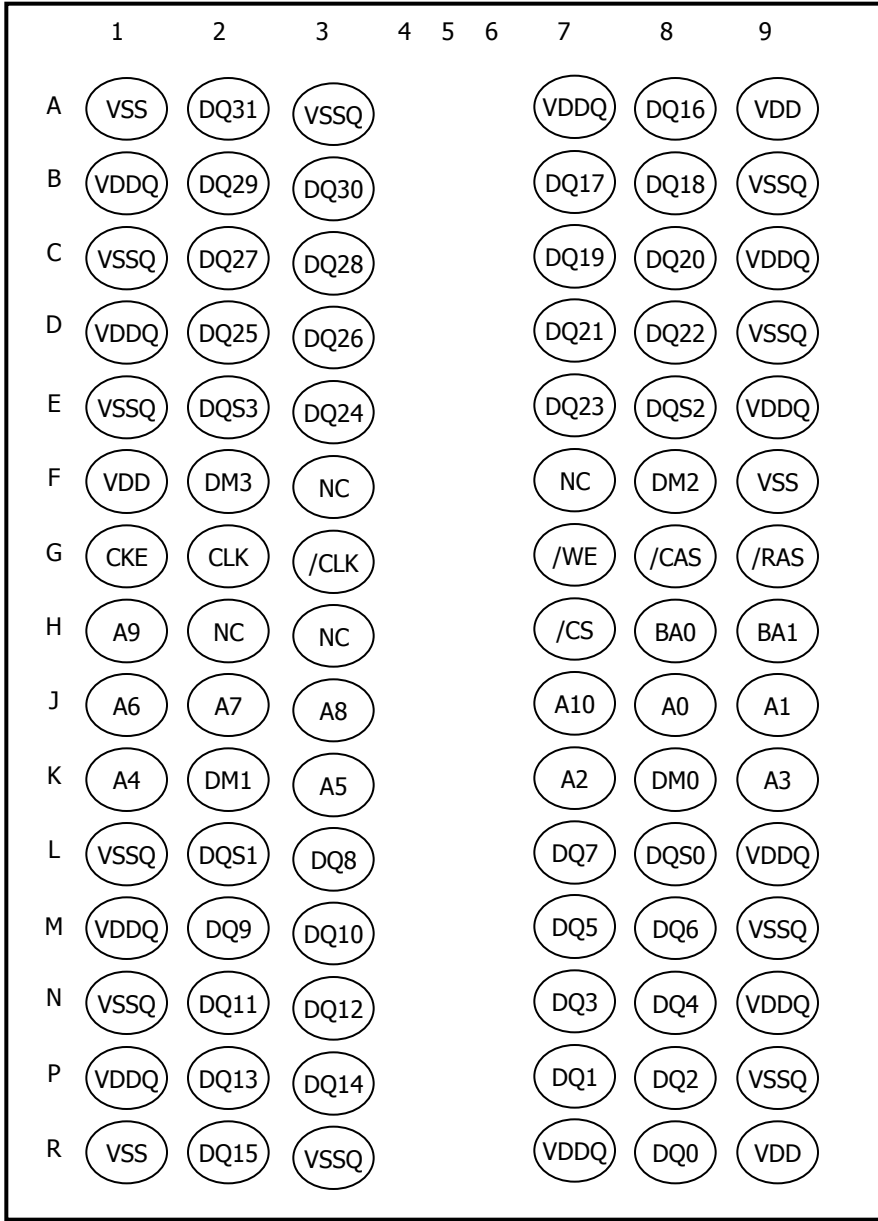 1 2 3 4 5 6 7 8 9
A VSS DQ31 VSSQ VDDQ DQ16 VDD
B VDDQ DQ29 DQ30 DQ17 DQ18 VSSQ
C VSSQ DQ27 DQ28 DQ19 DQ20 VDDQ
D VDDQ DQ25 DQ26 DQ21 DQ22 VSSQ
E VSSQ DQS3 DQ24 DQ23 DQS2 VDDQ
F VDD DM3 NC NC DM2 VSS
G CKE CLK /CLK /WE /CAS /RAS
H A9 NC NC /CS BA0 BA1
J A6 A7 A8 A10 A0 A1
K A4 DM1 A5 A2 DM0 A3
L VSSQ DQS1 DQ8 DQ7 DQS0 VDDQ
M VDDQ DQ9 DQ10 DQ5 DQ6 VSSQ
N VSSQ DQ11 DQ12 DQ3 DQ4 VDDQ
P VDDQ DQ13 DQ14 DQ1 DQ2 VSSQ
R VSS DQ15 VSSQ VDDQ DQ0 VDD